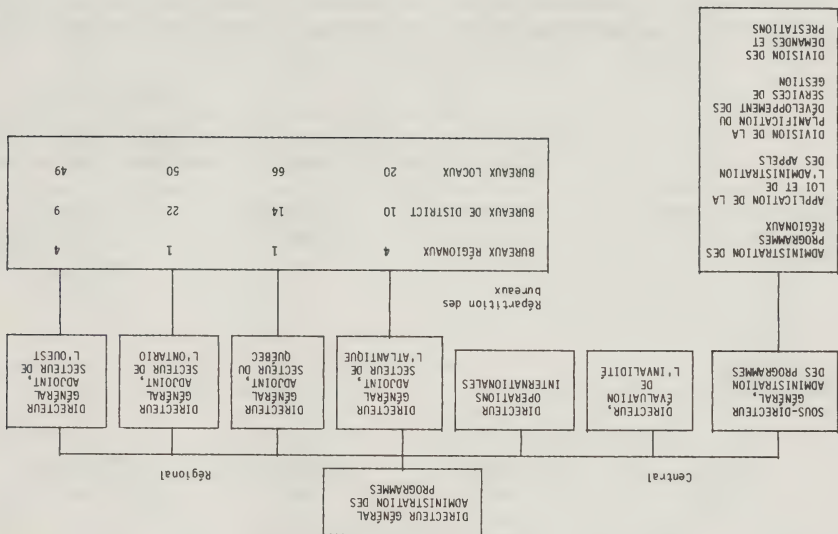 DIRECTEUR GÉNÉRAL
ADMINISTRATION DES
PROGRAMMES
Central
Régional
SOUS-DIRECTEUR
GÉNÉRAL,
ADMINISTRATION
DES PROGRAMMES
DIRECTEUR,
ÉVALUATION
DE
L'INVALIDITÉ
DIRECTEUR
OPÉRATIONS
INTERNATIONALES
DIRECTEUR
GÉNÉRAL
ADJOINT,
SECTEUR DE
L'ATLANTIQUE
DIRECTEUR
GÉNÉRAL
ADJOINT,
SECTEUR DU
QUÉBEC
DIRECTEUR
GÉNÉRAL
ADJOINT,
SECTEUR DE
L'ONTARIO
DIRECTEUR
GÉNÉRAL
ADJOINT,
SECTEUR DE
L'OUEST
Répartition des
bureaux
ADMINISTRATION DES
PROGRAMMES
RÉGIONAUX
APPLICATION DE LA
LOI ET DE
L'ADMINISTRATION
DES APPELS
DIVISION DE LA
PLANIFICATION DU
DÉVELOPPEMENT DES
SERVICES DE
GESTION
DIVISION DES
DEMANDES ET
PRESTATIONS
BUREAUX RÉGIONAUX 4 1 1 4
BUREAUX DE DISTRICT 10 14 22 9
BUREAUX LOCAUX 20 66 50 49